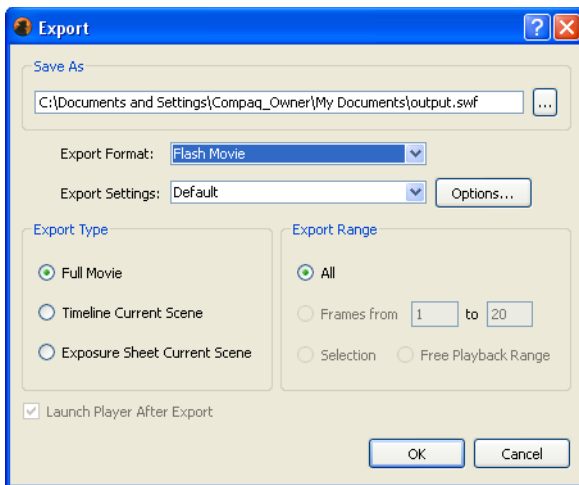 Export
Save As
C:\Documents and Settings\Compaq_Owner\My Documents\output.swf ...
Export Format: Flash Movie
Export Settings: Default Options...
Export Type
Full Movie
Timeline Current Scene
Exposure Sheet Current Scene
Export Range
All
Frames from 1 to 20
Selection Free Playback Range
Launch Player After Export
OK Cancel